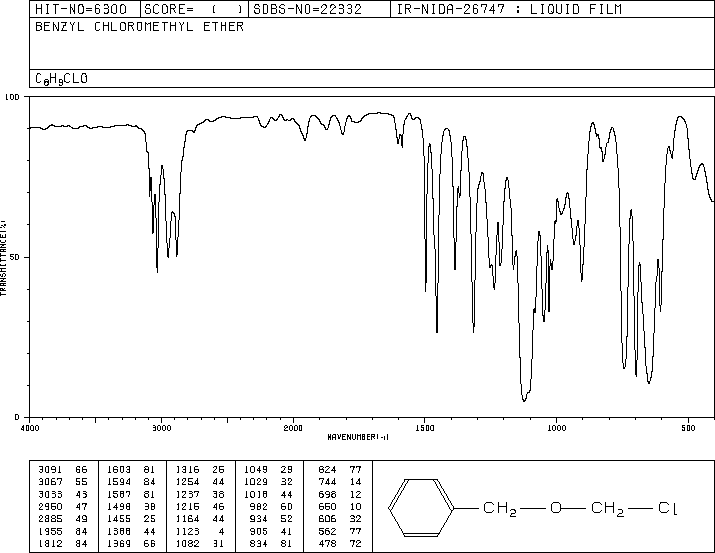 HIT-NO=6300 SCORE= ( ) SDBS-NO=22332 IR-NIDA-26747 : LIQUID FILM
BENZYL CHLOROMETHYL ETHER
C8H9CLO
100
50
0
TRANSMITTANCE(%)
4000 3000 2000 1500 1000 500
WAVENUMBER(-1)
3091 66 1603 81 1316 26 1049 29 824 77
3067 55 1594 84 1254 44 1029 32 744 14
3033 43 1587 81 1237 38 1018 44 698 12
2960 47 1498 38 1216 46 982 60 650 10
2885 49 1455 25 1164 44 934 52 606 32
1955 84 1388 44 1123 4 905 41 562 77
1812 84 1369 66 1082 31 834 81 478 72
CH2 O CH2 Cl